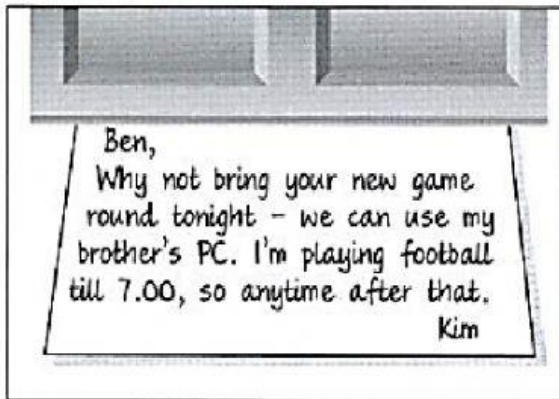 Ben,
Why not bring your new game
round tonight – we can use my
brother's PC. I'm playing football
till 7.00, so anytime after that.
Kim